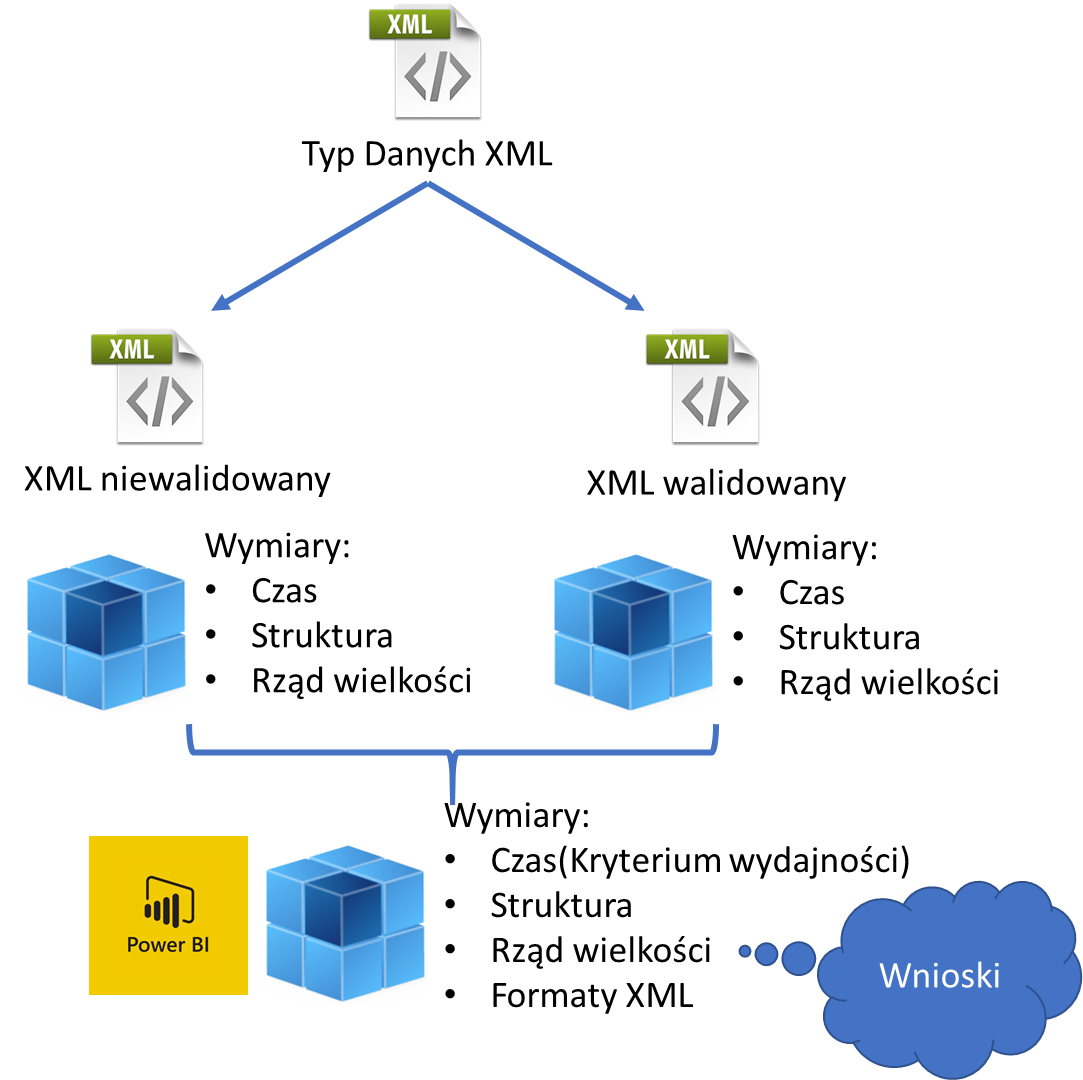 XML
Typ Danych XML
XML
XML
XML niewalidowany
XML walidowany
Wymiary:
• Czas
• Struktura
• Rząd wielkości
Wymiary:
• Czas
• Struktura
• Rząd wielkości
Wymiary:
• Czas(Kryterium wydajności)
• Struktura
• Rząd wielkości
• Formaty XML
Power BI
Wnioski